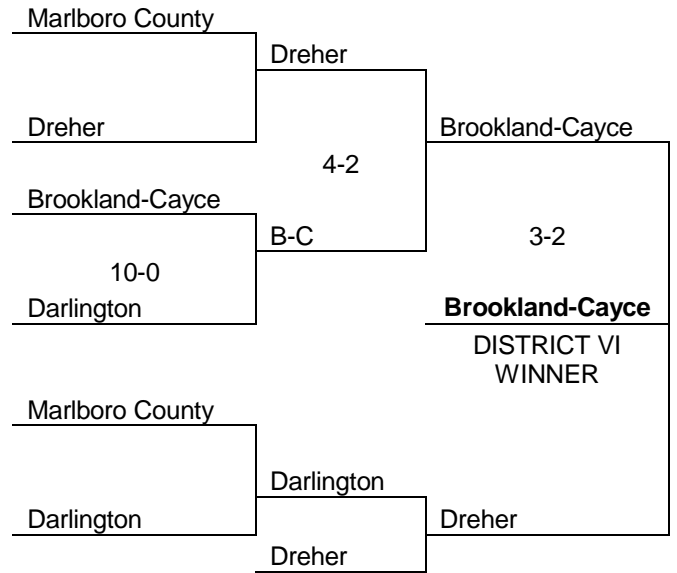 Marlboro County
Dreher
Dreher
Brookland-Cayce
4-2
Brookland-Cayce
B-C
3-2
10-0
Darlington
Brookland-Cayce
DISTRICT VI
WINNER
Marlboro County
Darlington
Darlington
Dreher
Dreher